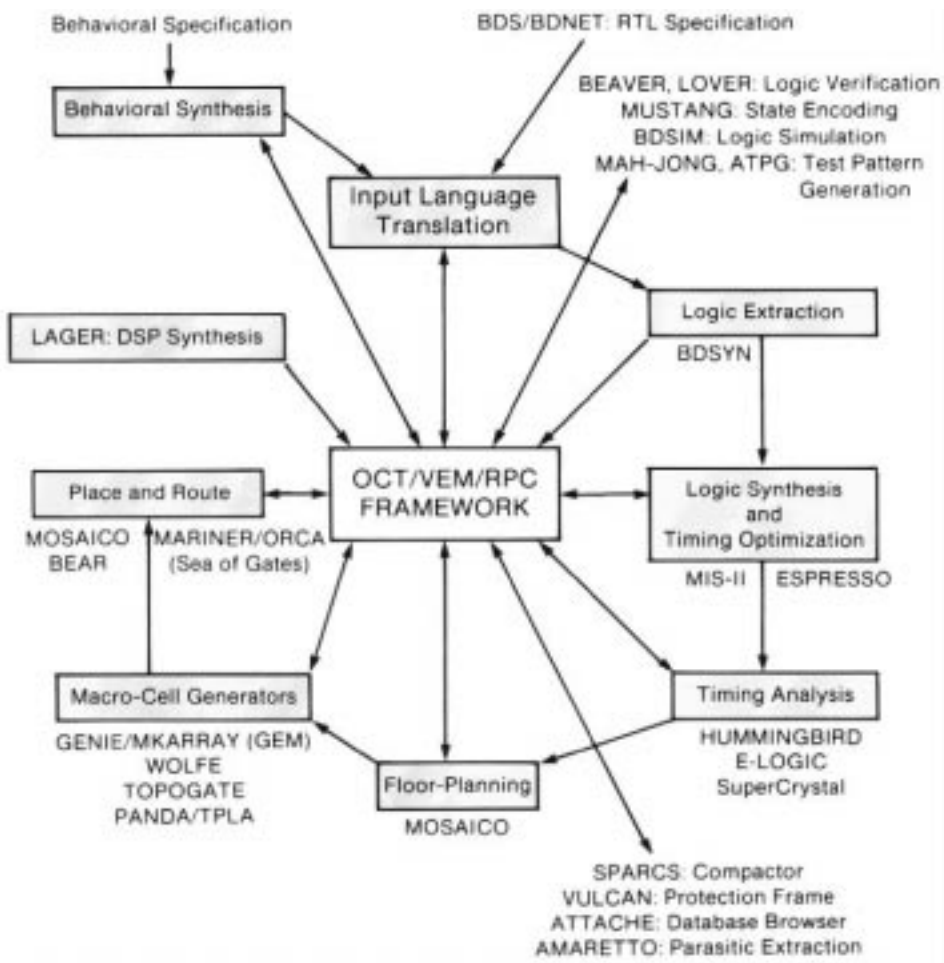 Behavioral Specification
BDS/BDNET: RTL Specification
Behavioral Synthesis
BEAVER, LOVER: Logic Verification
MUSTANG: State Encoding
BDSIM: Logic Simulation
MAH-JONG, ATPG: Test Pattern
Generation
Input Language
Translation
LAGER: DSP Synthesis
Logic Extraction
BDSYN
OCT/VEM/RPC
FRAMEWORK
Place and Route
MOSAICO
BEAR
MARINER/ORCA
(Sea of Gates)
Logic Synthesis
and
Timing Optimization
MIS-II
ESPRESSO
Macro-Cell Generators
GENIE/MKARRAY (GEM)
WOLFE
TOPOGATE
PANDA/TPLA
Floor-Planning
MOSAICO
Timing Analysis
HUMMINGBIRD
E-LOGIC
SuperCrystal
SPARCS: Compactor
VULCAN: Protection Frame
ATTACHE: Database Browser
AMARETTO: Parasitic Extraction